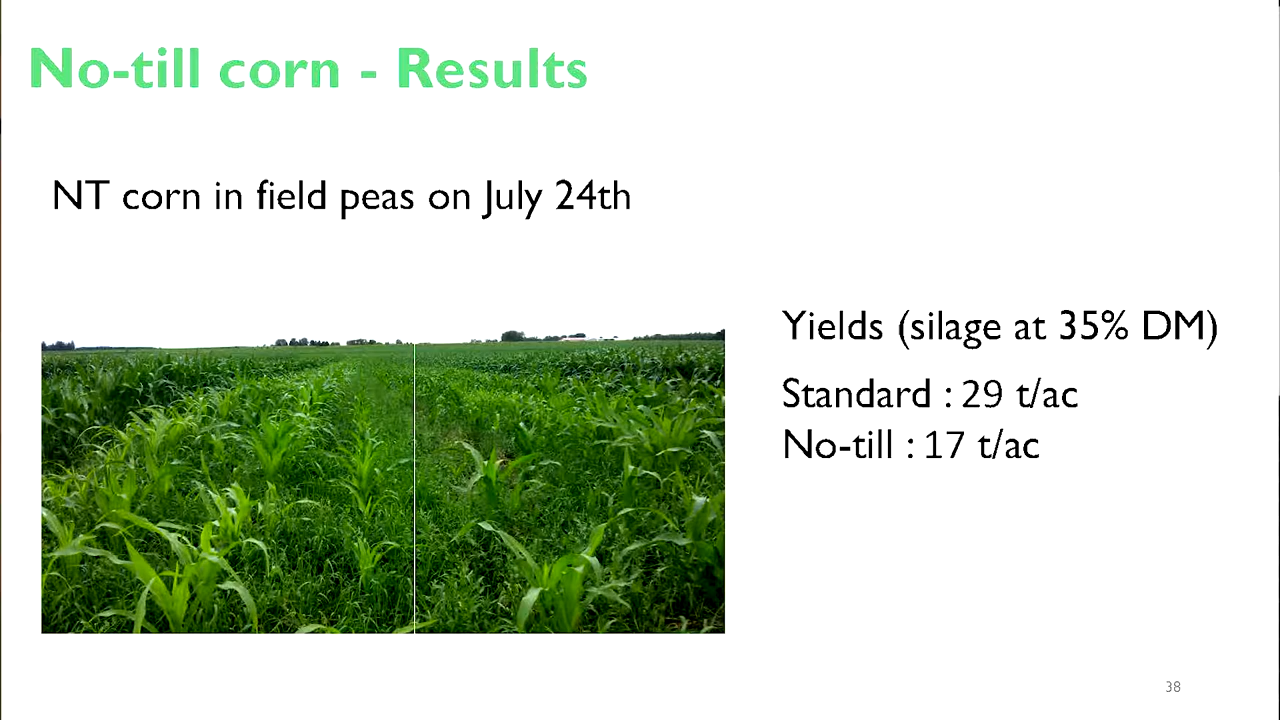 No-till corn - Results
NT corn in field peas on July 24th
Yields (silage at 35% DM)
Standard : 29 t/ac
No-till : 17 t/ac
38